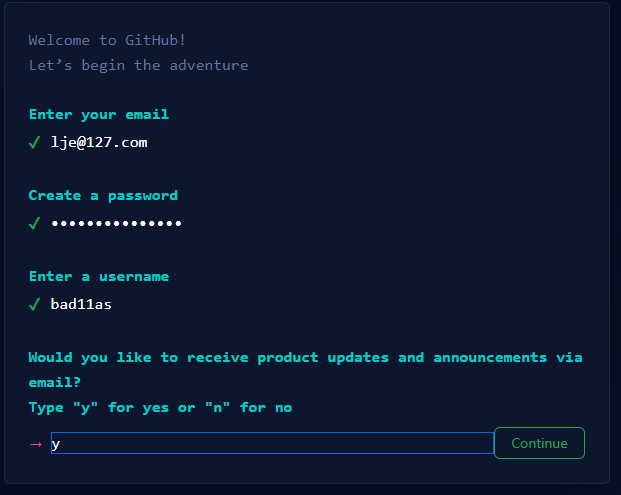 Welcome to GitHub!
Let’s begin the adventure
Enter your email
✓ lje@127.com
Create a password
✓ •••••••••••••••
Enter a username
✓ bad11as
Would you like to receive product updates and announcements via
email?
Type "y" for yes or "n" for no
→ y Continue